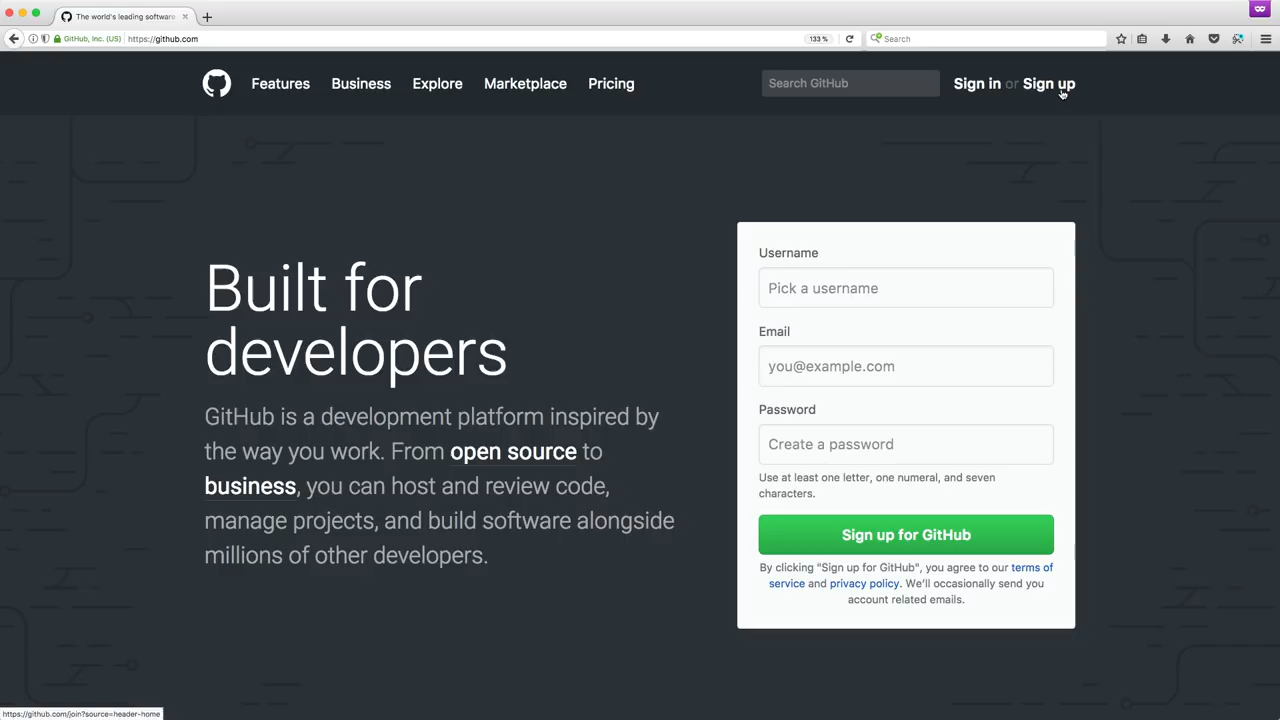 The world's leading software
GitHub, Inc. (US)
https://github.com
133 %
Search
Features
Business
Explore
Marketplace
Pricing
Search GitHub
Sign in or Sign up
Built for
developers
GitHub is a development platform inspired by
the way you work. From open source to
business, you can host and review code,
manage projects, and build software alongside
millions of other developers.
Username
Pick a username
Email
you@example.com
Password
Create a password
Use at least one letter, one numeral, and seven
characters.
Sign up for GitHub
By clicking "Sign up for GitHub", you agree to our terms of
service and privacy policy. We'll occasionally send you
account related emails.
https://github.com/join?source=header-home